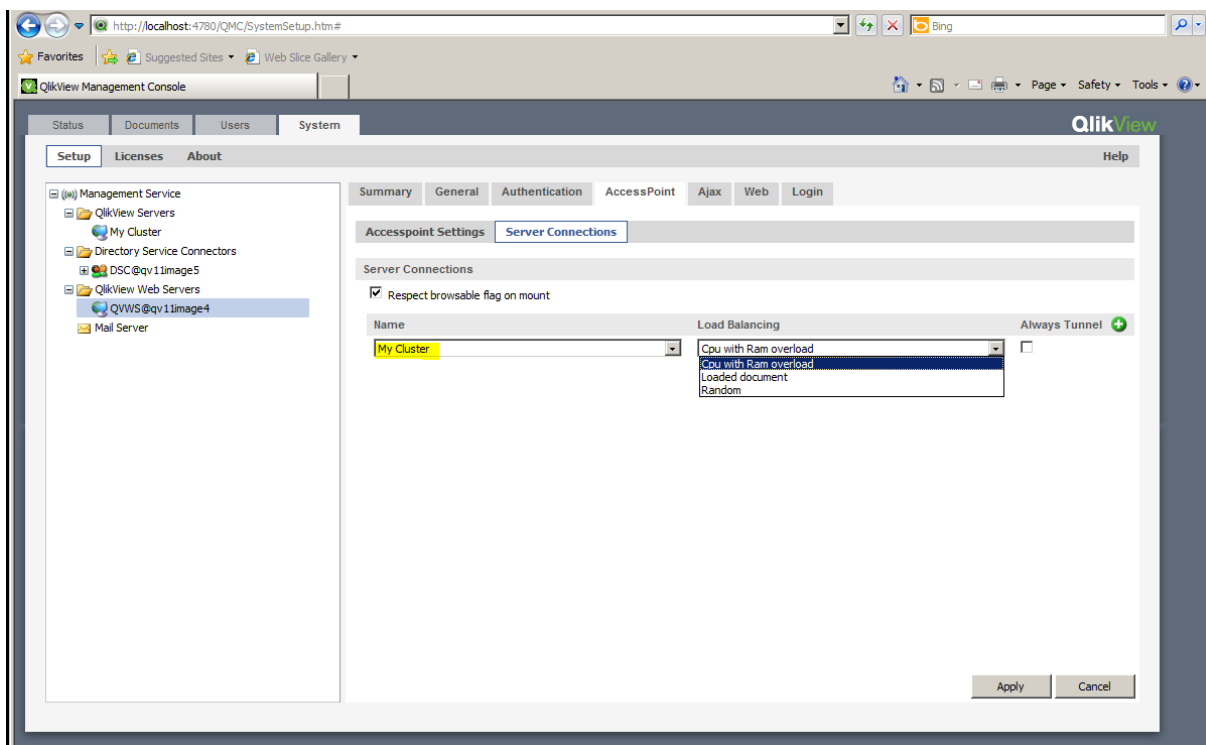 http://localhost:4780/QMC/SystemSetup.htm#
Bing
Favorites
Suggested Sites
Web Slice Gallery
QlikView Management Console
Page Safety Tools
Status Documents Users System
QlikView
Setup Licenses About
Help
Management Service
QlikView Servers
My Cluster
Directory Service Connectors
DSC@qv11image5
QlikView Web Servers
QVWS@qv11image4
Mail Server
Summary General Authentication AccessPoint Ajax Web Login
Accesspoint Settings Server Connections
Server Connections
Respect browsable flag on mount
Name Load Balancing Always Tunnel
My Cluster Cpu with Ram overload
Cpu with Ram overload
Loaded document
Random
Apply Cancel